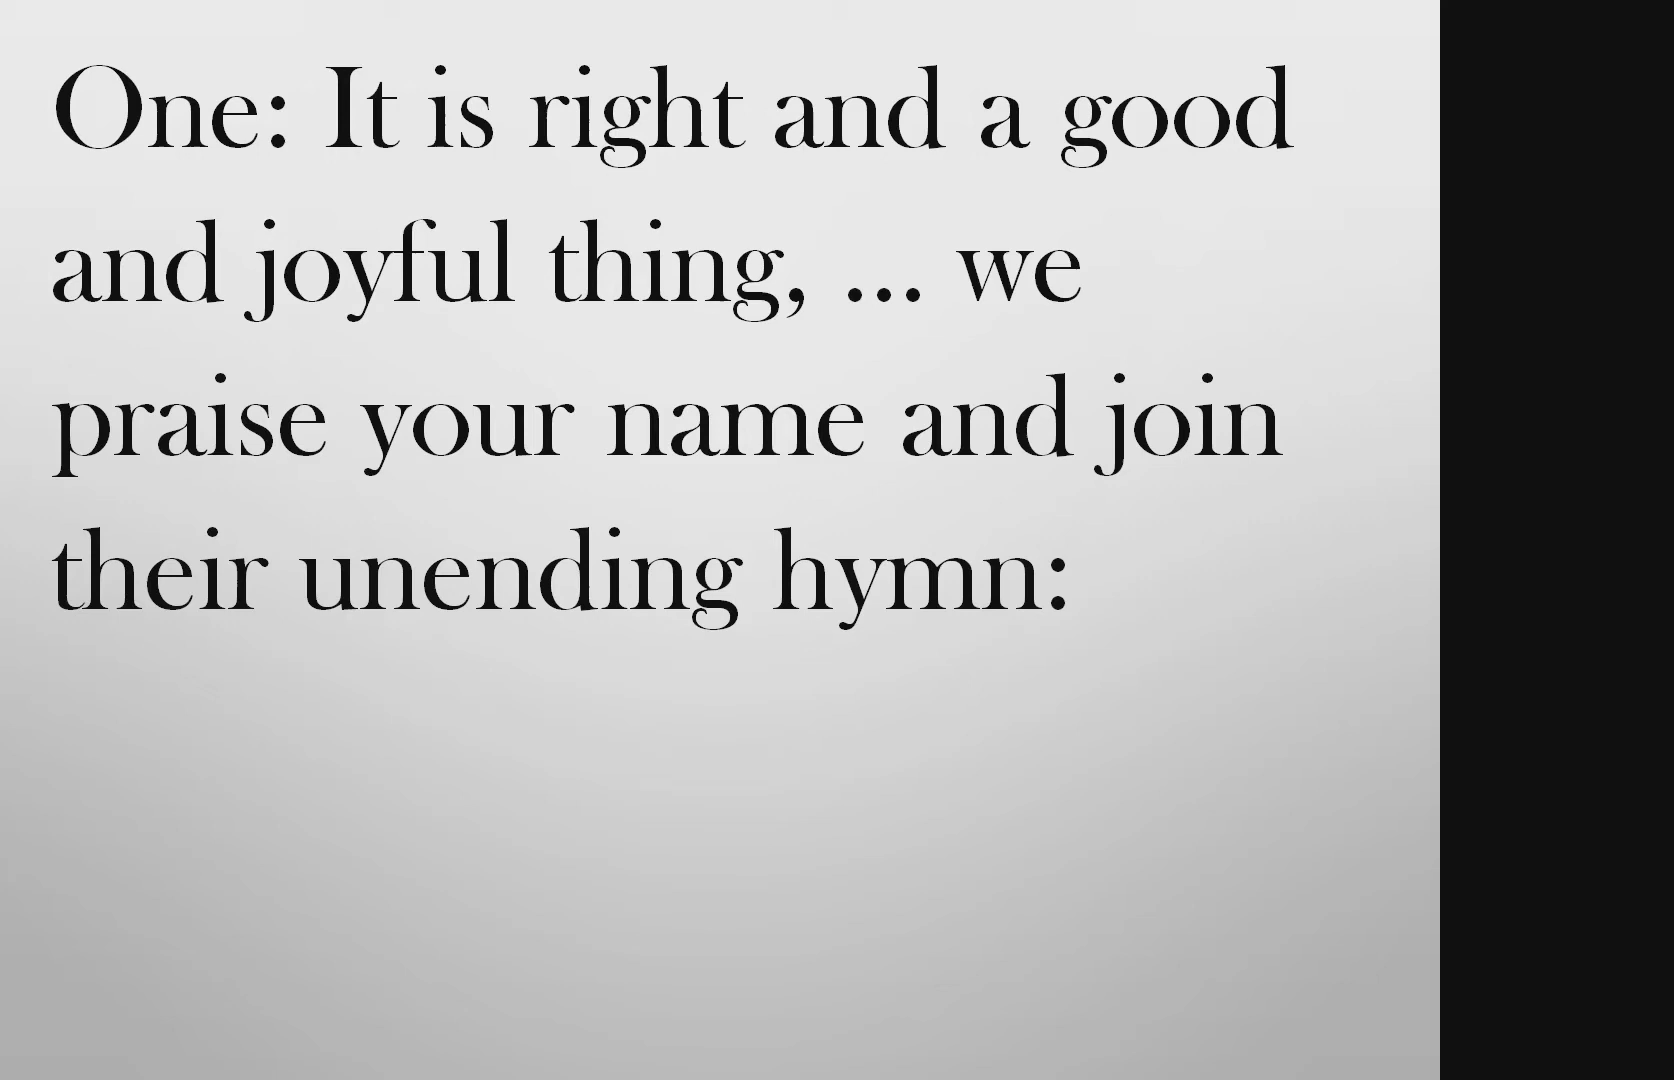 One: It is right and a good
and joyful thing, ... we
praise your name and join
their unending hymn: